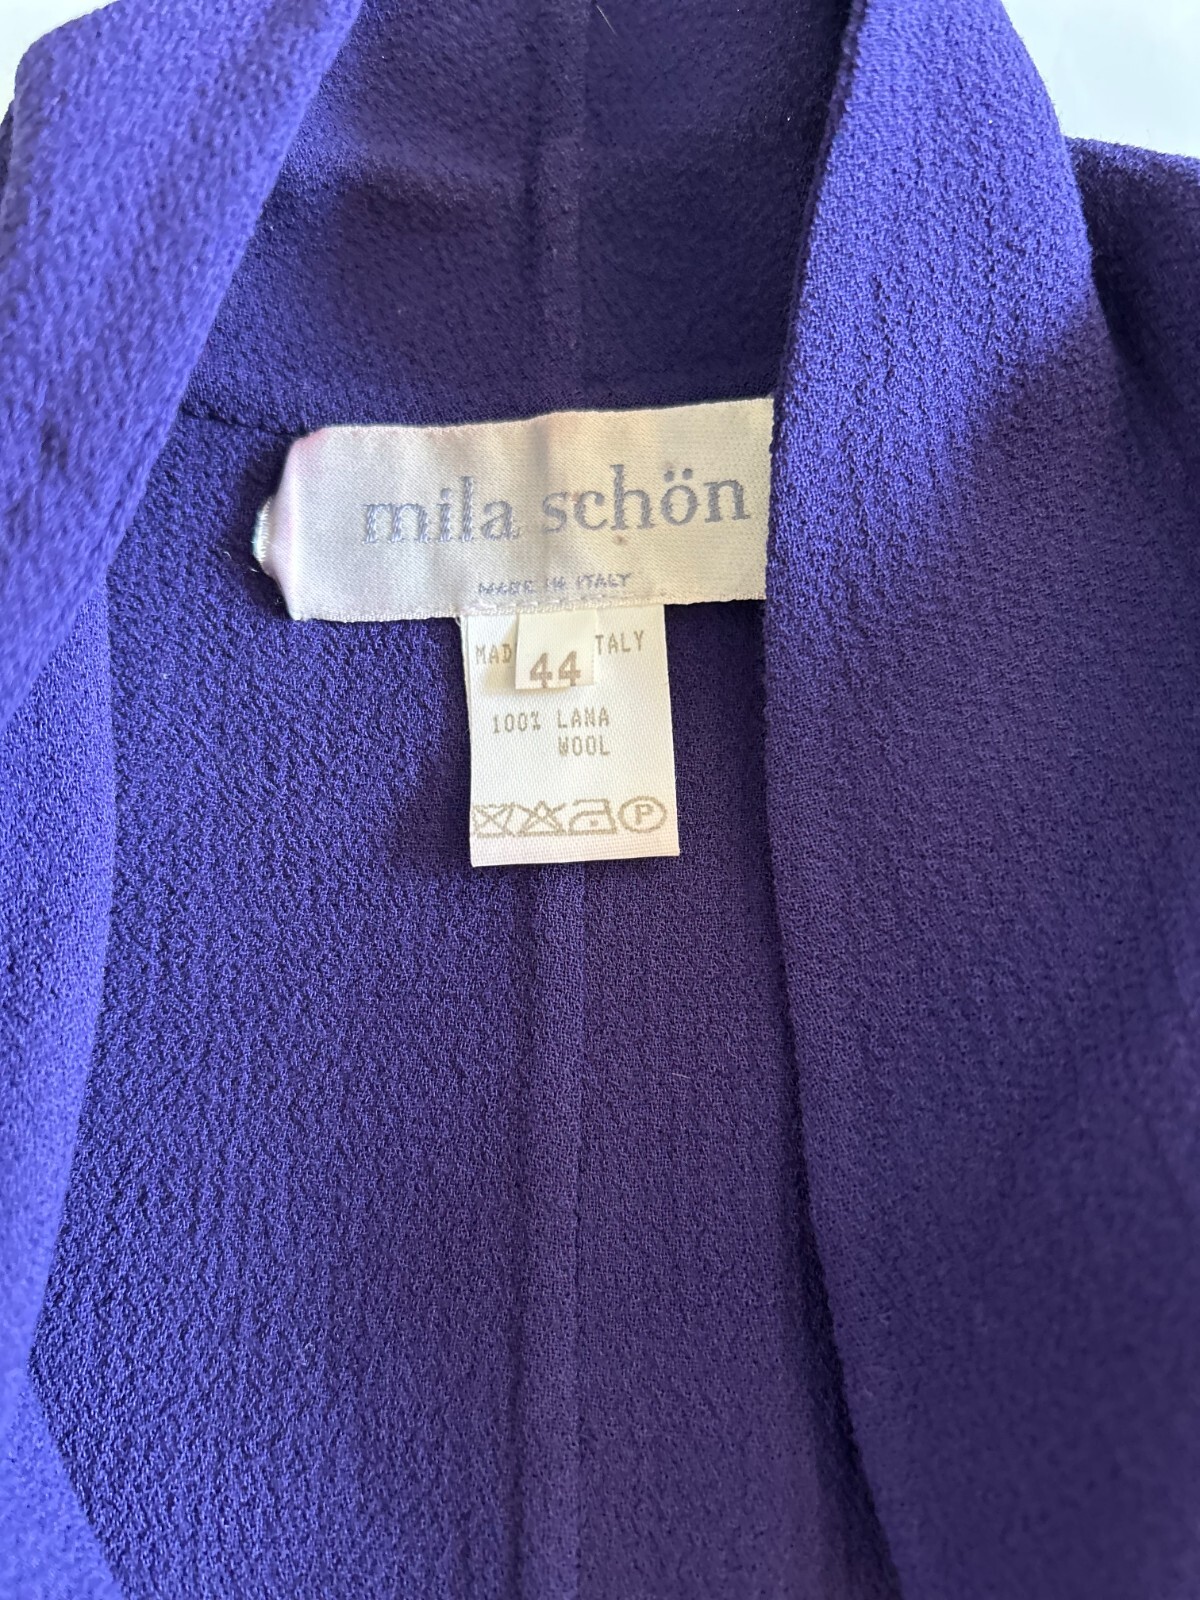 mila schön
MADE IN ITALY
MAD TALY
44
100% LANA
WOOL
P